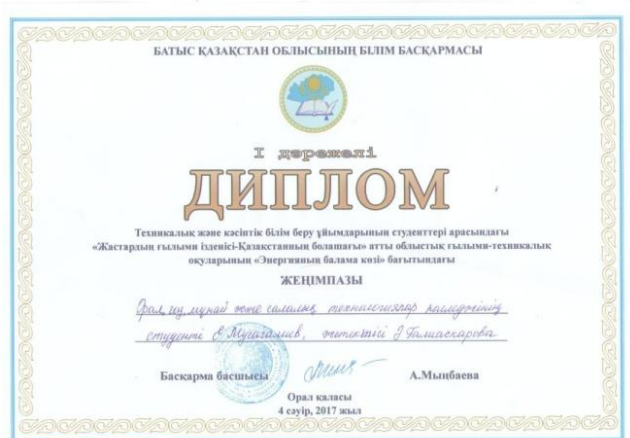 БАТЫС ҚАЗАҚСТАН ОБЛЫСЫНЫҢ БІЛІМ БАСҚАРМАСЫ
I дәрежелі
ДИПЛОМ
Техникалық және кәсіптік білім беру ұйымдарының студенттері арасындағы
«Жастардың ғылыми ізденісі-Қазақстанның болашағы» атты облыстық ғылыми-техникалық
оқуларының «Энергияның балама көзі» бағытындағы
ЖЕҢІМПАЗЫ
Орал газ, мұнай және салалық технологиялар колледжінің
студенті Е. жетекшісі
Басқарма басшысы А.Мыңбаева
Орал қаласы
4 сәуір, 2017 жыл